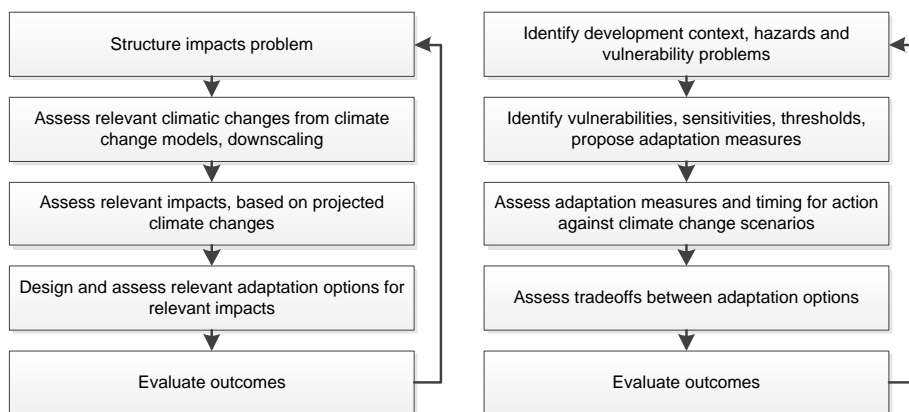 Structure impacts problem
Assess relevant climatic changes from climate
change models, downscaling
Assess relevant impacts, based on projected
climate changes
Design and assess relevant adaptation options for
relevant impacts
Evaluate outcomes
Identify development context, hazards and
vulnerability problems
Identify vulnerabilities, sensitivities, thresholds,
propose adaptation measures
Assess adaptation measures and timing for action
against climate change scenarios
Assess tradeoffs between adaptation options
Evaluate outcomes